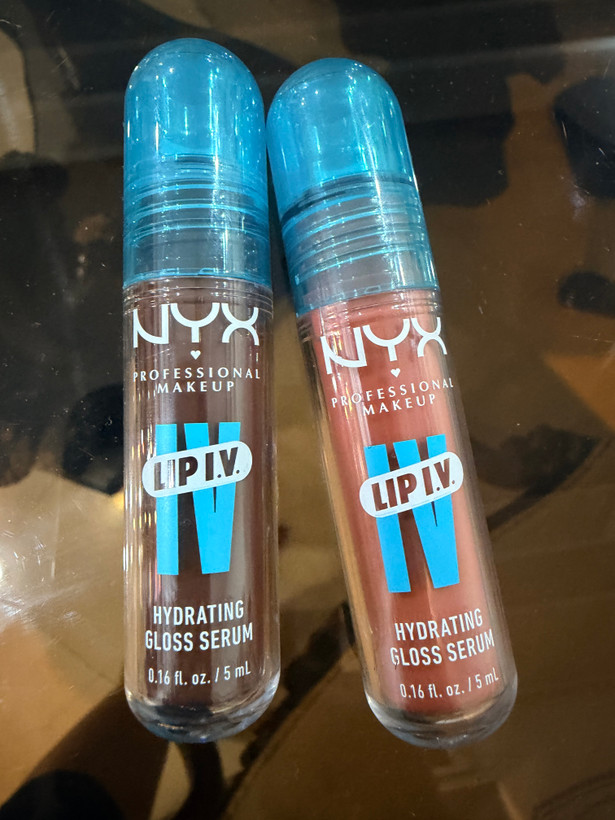 NYX
PROFESSIONAL
MAKEUP
LIP I.V.
IV
HYDRATING
GLOSS SERUM
0.16 fl. oz. / 5 mL
NYX
PROFESSIONAL
MAKEUP
LIP I.V.
IV
HYDRATING
GLOSS SERUM
0.16 fl. oz. / 5 mL